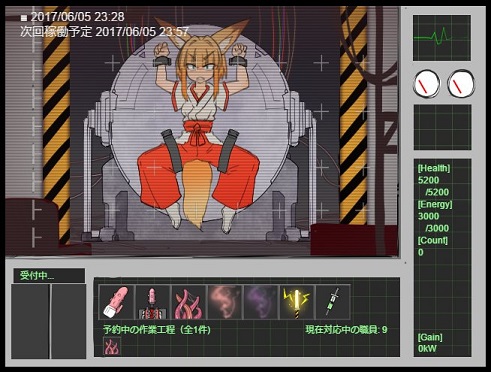 ■ 2017/06/05 23:28
次回稼働予定 2017/06/05 23:57
[Health]
5200
/5200
[Energy]
3000
/3000
[Count]
0
受付中...
予約中の作業工程（全1件）
現在対応中の職員: 9
[Gain]
0kW